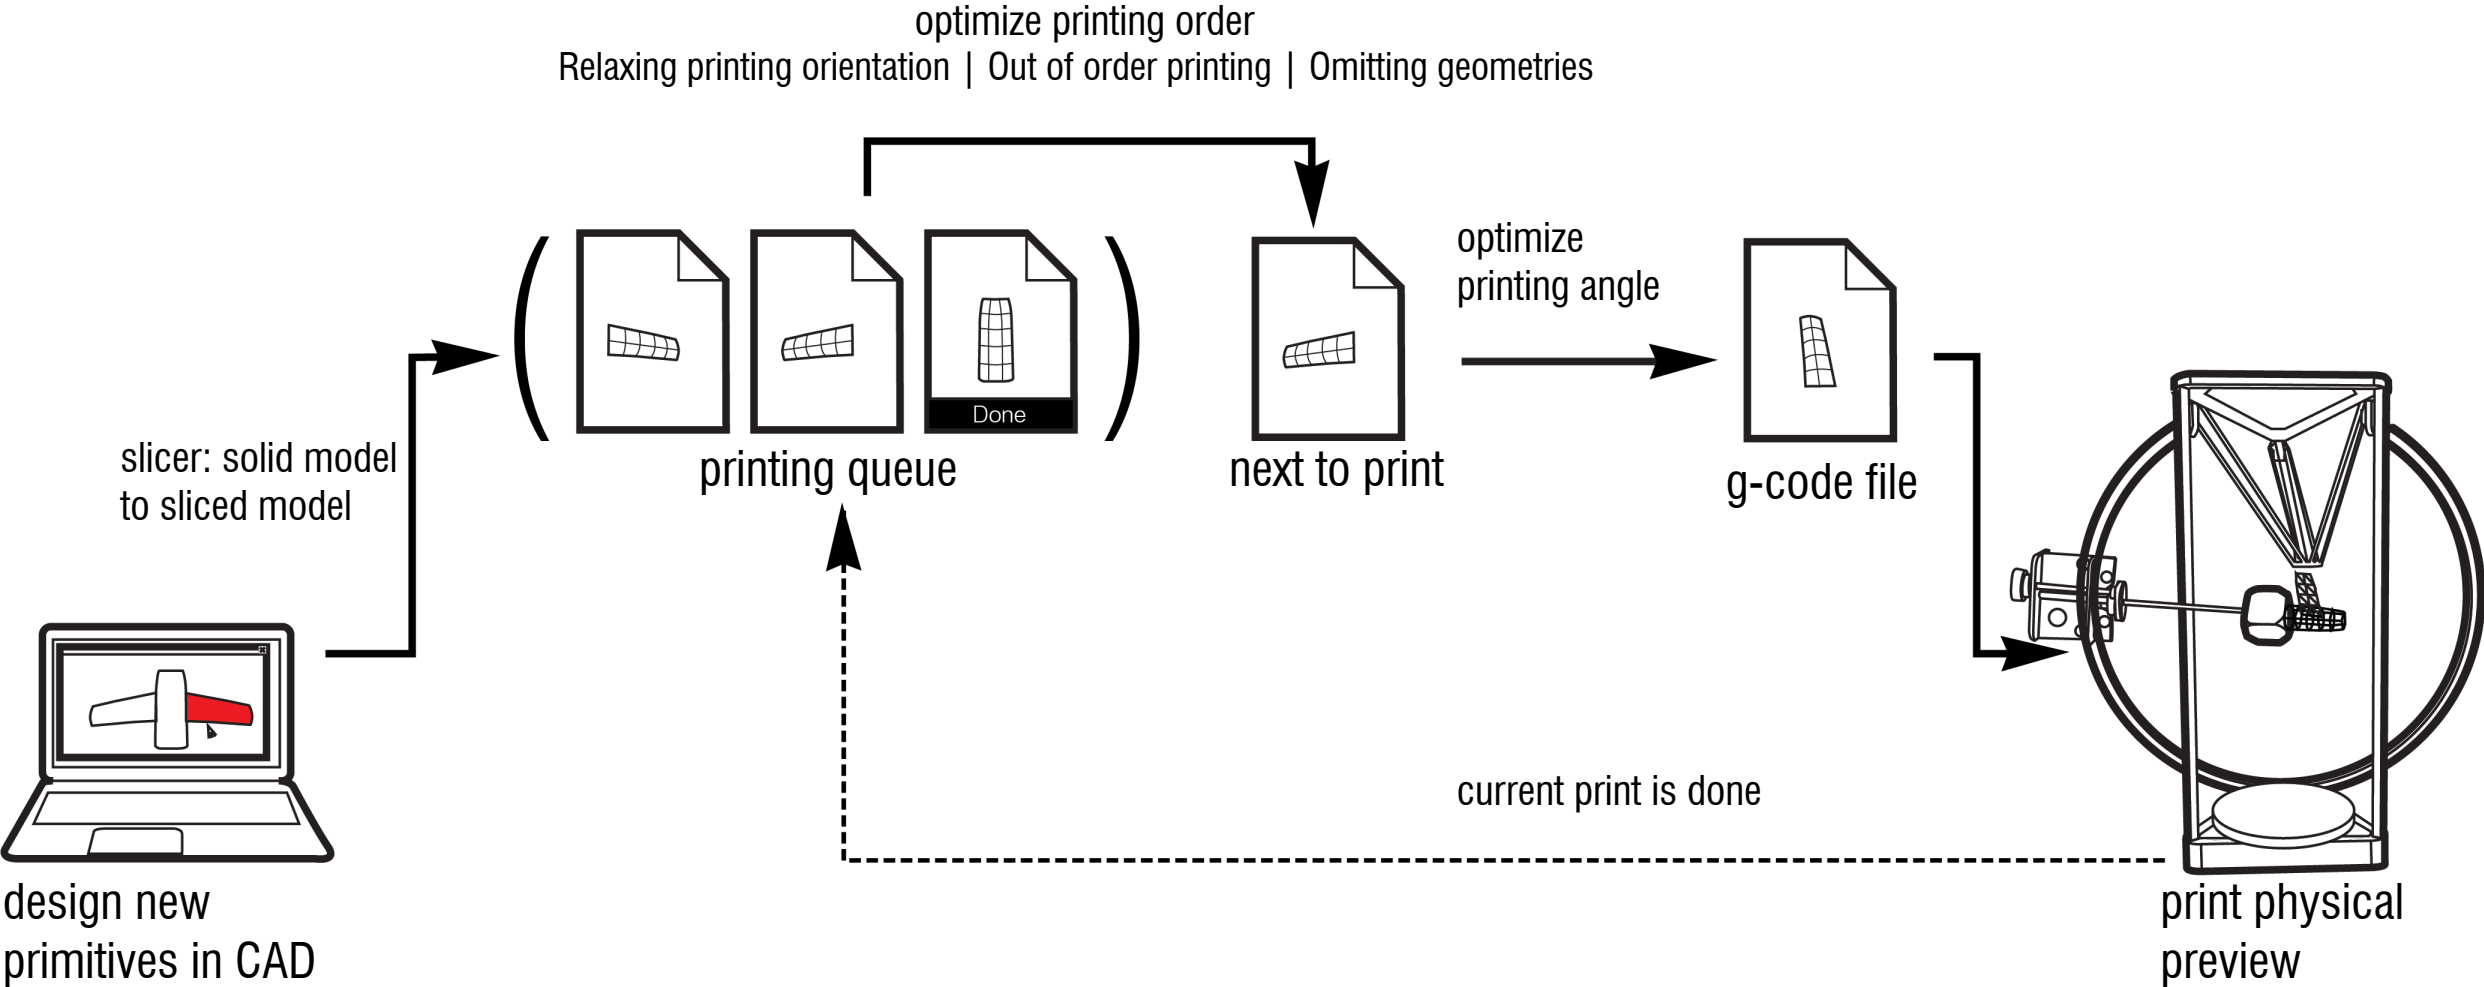 optimize printing order
Relaxing printing orientation | Out of order printing | Omitting geometries
optimize
printing angle
Done
printing queue
next to print
g-code file
slicer: solid model
to sliced model
current print is done
design new
primitives in CAD
print physical
preview